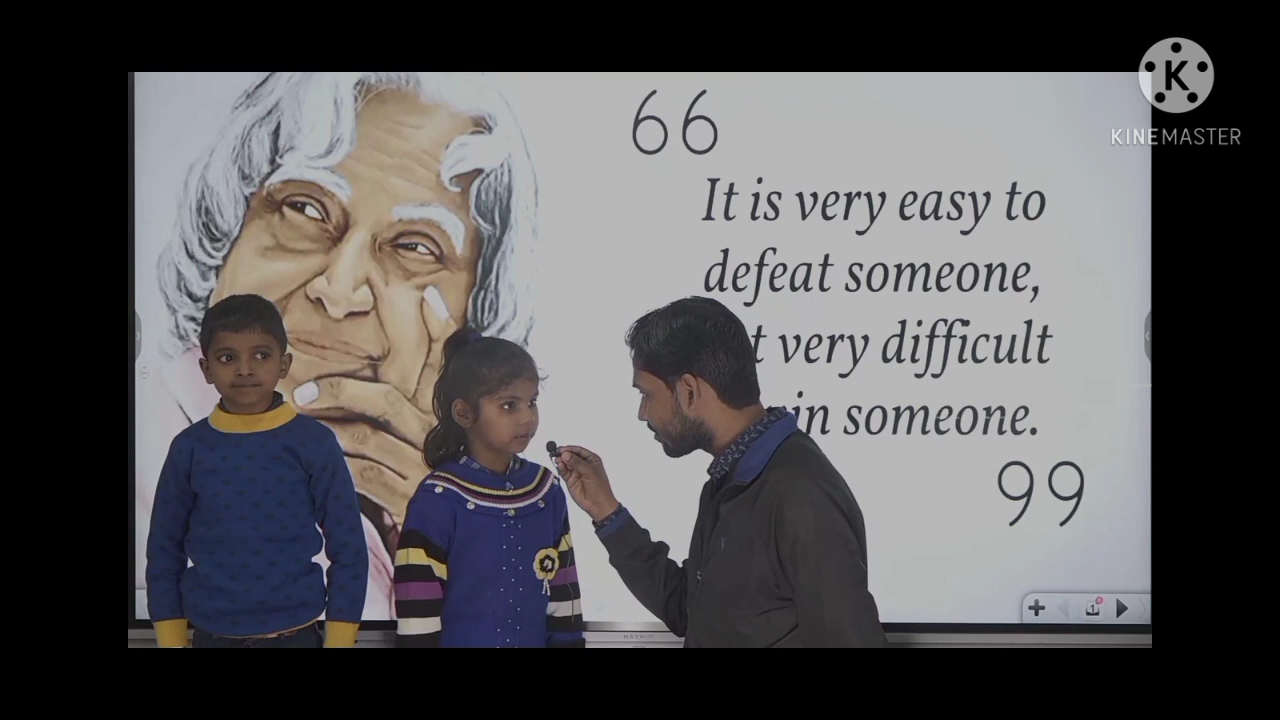 KINEMASTER
66
It is very easy to
defeat someone,
very difficult
someone.
99